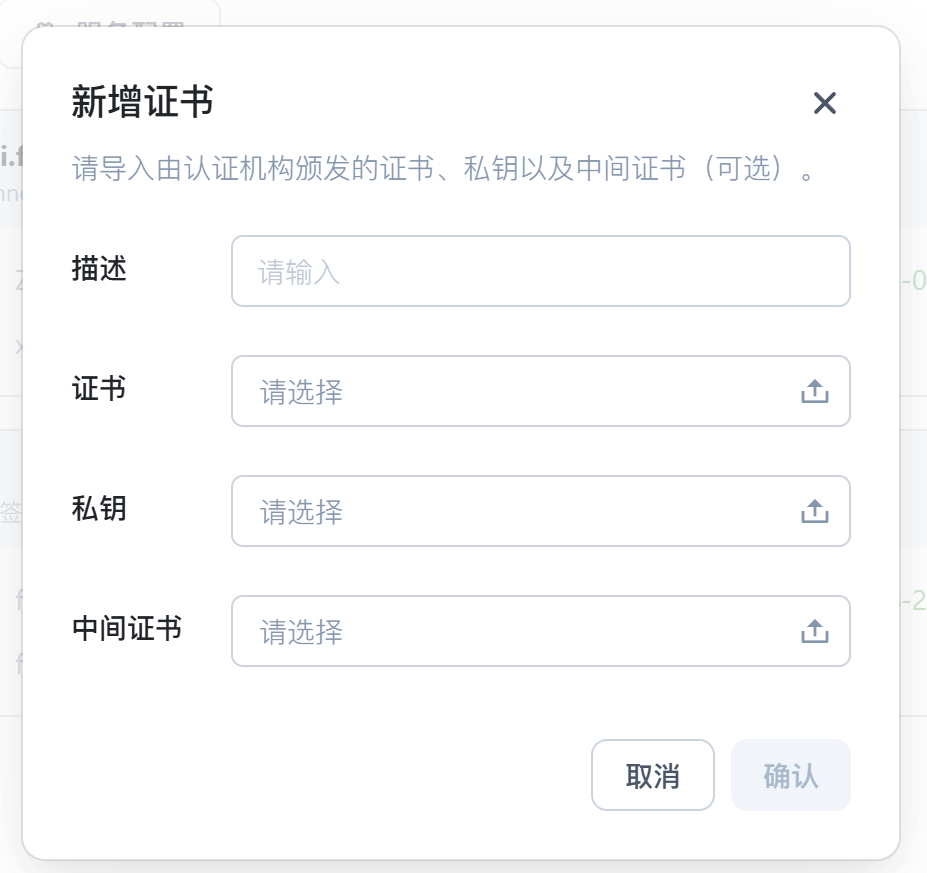 新增证书
请导入由认证机构颁发的证书、私钥以及中间证书（可选）。
描述
请输入
证书
请选择
私钥
请选择
中间证书
请选择
取消
确认